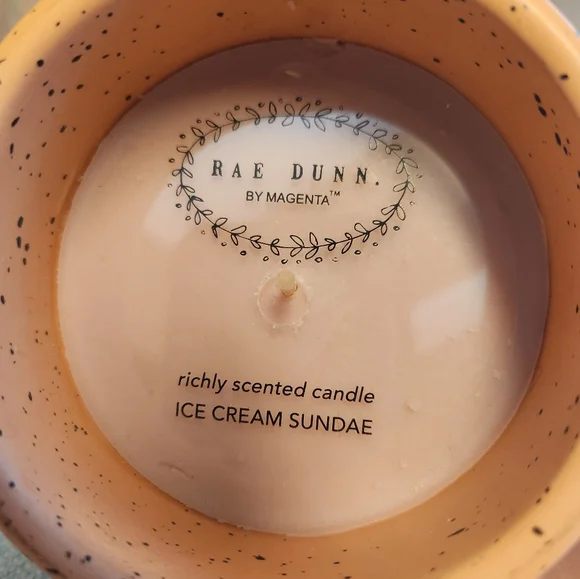 RAE DUNN.
BY MAGENTA™
richly scented candle
ICE CREAM SUNDAE